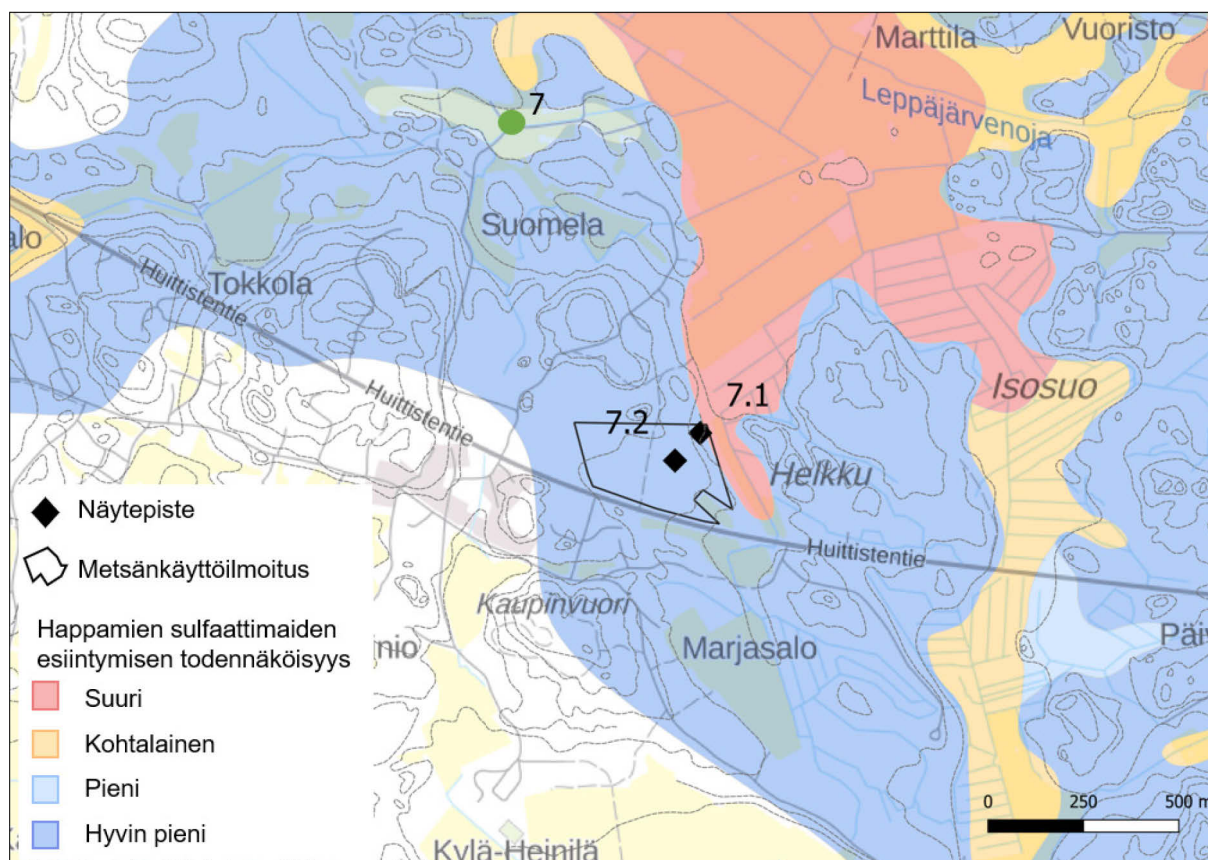 Marttila
Vuoristo
7
Leppäjärvenoja
Suomela
alo
Huittistentie
Tokkola
Huittistentie
Isosuo
7.1
7.2
Helkku
Huittistentie
Kaupinvuori
nio
Marjasalo
Päiv
Kylä-Heinilä
Näytepiste
Metsänkäyttöilmoitus
Happamien sulfaattimaiden
esiintymisen todennäköisyys
Suuri
Kohtalainen
Pieni
Hyvin pieni
0 250 500 m